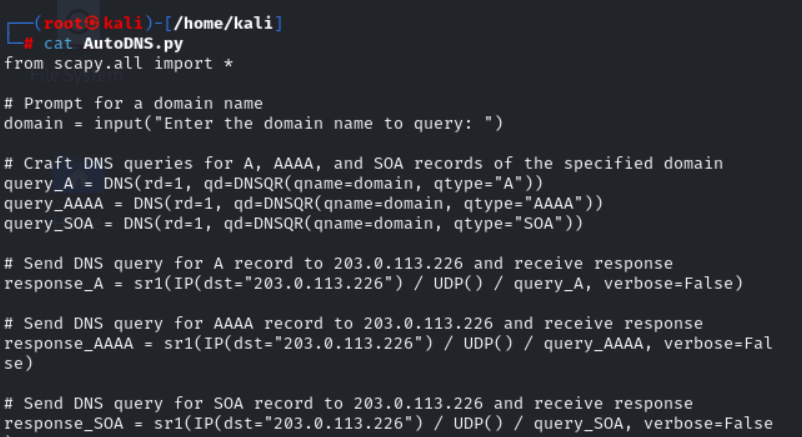 ┌──(root㉿kali)-[/home/kali]
└─# cat AutoDNS.py
from scapy.all import *
# Prompt for a domain name
domain = input("Enter the domain name to query: ")
# Craft DNS queries for A, AAAA, and SOA records of the specified domain
query_A = DNS(rd=1, qd=DNSQR(qname=domain, qtype="A"))
query_AAAA = DNS(rd=1, qd=DNSQR(qname=domain, qtype="AAAA"))
query_SOA = DNS(rd=1, qd=DNSQR(qname=domain, qtype="SOA"))
# Send DNS query for A record to 203.0.113.226 and receive response
response_A = sr1(IP(dst="203.0.113.226") / UDP() / query_A, verbose=False)
# Send DNS query for AAAA record to 203.0.113.226 and receive response
response_AAAA = sr1(IP(dst="203.0.113.226") / UDP() / query_AAAA, verbose=Fal
se)
# Send DNS query for SOA record to 203.0.113.226 and receive response
response_SOA = sr1(IP(dst="203.0.113.226") / UDP() / query_SOA, verbose=False